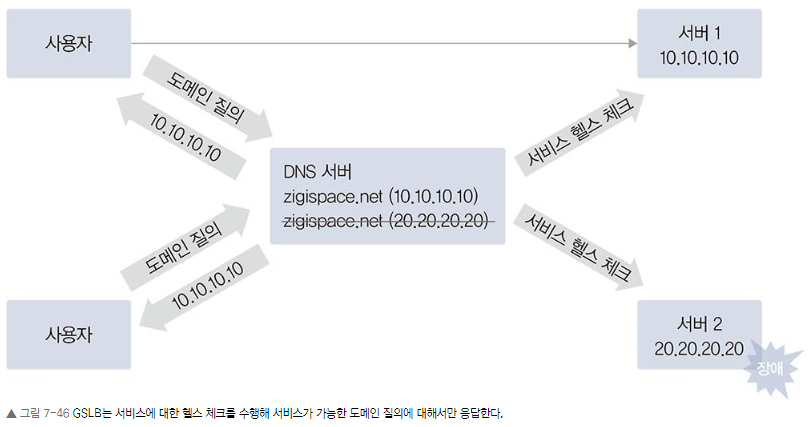 사용자
서버 1
10.10.10.10
도메인 질의
10.10.10.10
서비스 헬스 체크
DNS 서버
zigispace.net (10.10.10.10)
zigispace.net (20.20.20.20)
도메인 질의
10.10.10.10
서비스 헬스 체크
사용자
서버 2
20.20.20.20
장애
▲ 그림 7-46 GSLB는 서비스에 대한 헬스 체크를 수행해 서비스가 가능한 도메인 질의에 대해서만 응답한다.